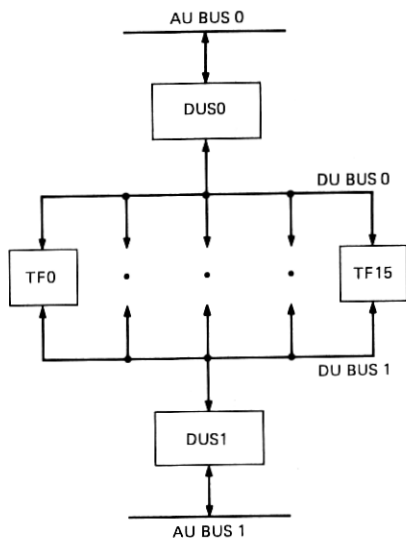 AU BUS 0
DUS0
DU BUS 0
TF0
TF15
DU BUS 1
DUS1
AU BUS 1